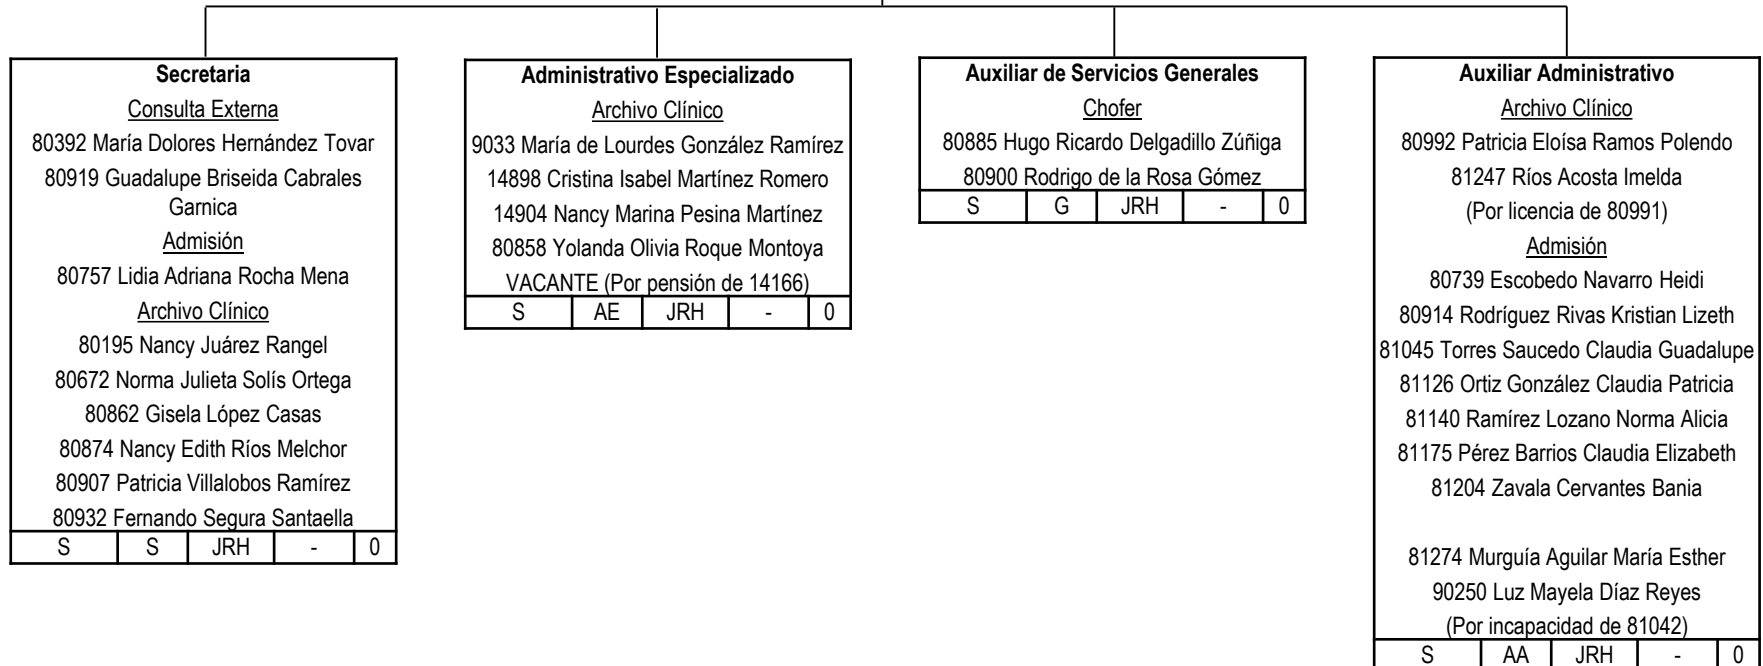 Secretaria
Consulta Externa
80392 María Dolores Hernández Tovar
80919 Guadalupe Briseida Cabrales
Garnica
Admisión
80757 Lidia Adriana Rocha Mena
Archivo Clínico
80195 Nancy Juárez Rangel
80672 Norma Julieta Solís Ortega
80862 Gisela López Casas
80874 Nancy Edith Ríos Melchor
80907 Patricia Villalobos Ramírez
80932 Fernando Segura Santaella
S S JRH - 0
Administrativo Especializado
Archivo Clínico
9033 María de Lourdes González Ramírez
14898 Cristina Isabel Martínez Romero
14904 Nancy Marina Pesina Martínez
80858 Yolanda Olivia Roque Montoya
VACANTE (Por pensión de 14166)
S AE JRH - 0
Auxiliar de Servicios Generales
Chofer
80885 Hugo Ricardo Delgadillo Zúñiga
80900 Rodrigo de la Rosa Gómez
S G JRH - 0
Auxiliar Administrativo
Archivo Clínico
80992 Patricia Eloísa Ramos Polendo
81247 Ríos Acosta Imelda
(Por licencia de 80991)
Admisión
80739 Escobedo Navarro Heidi
80914 Rodríguez Rivas Kristian Lizeth
81045 Torres Saucedo Claudia Guadalupe
81126 Ortiz González Claudia Patricia
81140 Ramírez Lozano Norma Alicia
81175 Pérez Barrios Claudia Elizabeth
81204 Zavala Cervantes Bania
81274 Murguía Aguilar María Esther
90250 Luz Mayela Díaz Reyes
(Por incapacidad de 81042)
S AA JRH - 0